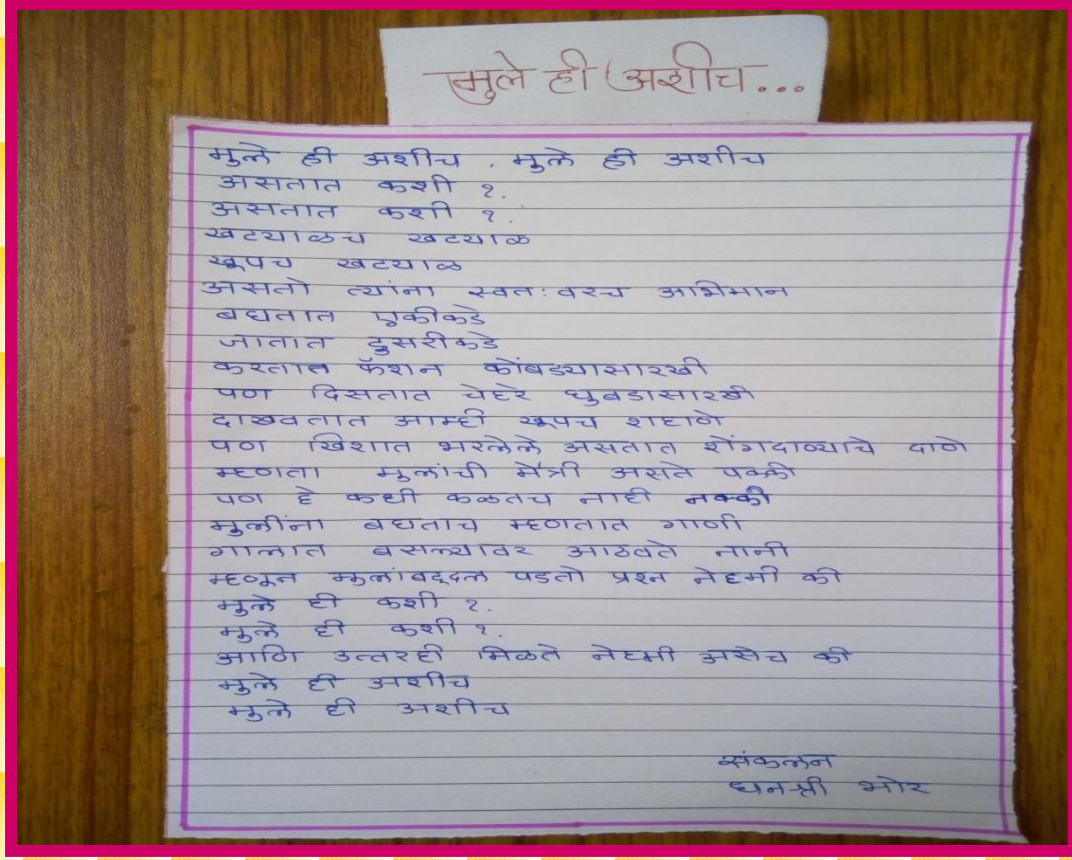 मुले ही अशीच...
मुले ही अशीच . मुले ही अशीच
असतात कशी ?.
असतात कशी ?.
खट्याळच खट्याळ
खूपच खट्याळ
असतो त्यांना स्वतःवरच अभिमान
बघतात एकीकडे
जातात दुसरीकडे
करतात फॅशन कोंबड्यासारखी
पण दिसतात चेहरे घुबडासारखे
दाखवतात आम्ही खूपच शहाणे
पण खिशात भरलेले असतात शेंगदाण्याचे दाणे
म्हणता मुलांची मैत्री असते पक्की
पण हे कधी कळतच नाही नक्की
मुलींना बघताच म्हणतात गाणी
गालात बसल्यावर आठवते नानी
म्हणून मुलांबद्दल पडतो प्रश्न नेहमी की
मुले ही कशी ?.
मुले ही कशी ?.
आणि उत्तरही मिळते नेहमी असेच की
मुले ही अशीच
मुले ही अशीच
संकलन
धनश्री भोर